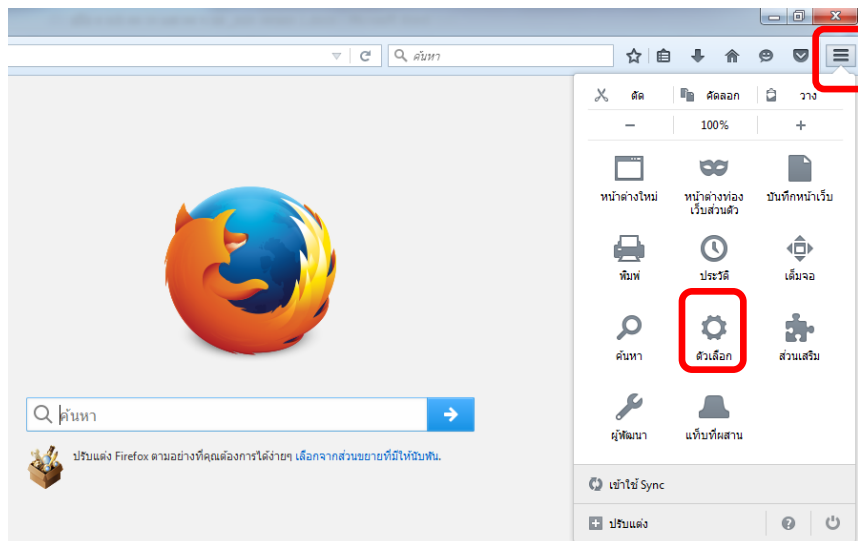 ค้นหา
ตัด คัดลอก วาง
− 100% +
หน้าต่างใหม่ หน้าต่างท่อง บันทึกหน้าเว็บ
เว็บส่วนตัว
พิมพ์ ประวัติ เต็มจอ
ค้นหา ตัวเลือก ส่วนเสริม
ผู้พัฒนา แท็บที่ผสาน
ค้นหา
ปรับแต่ง Firefox ตามอย่างที่คุณต้องการได้ง่ายๆ เลือกจากส่วนขยายที่มีให้นับพัน.
เข้าใช้ Sync
ปรับแต่ง